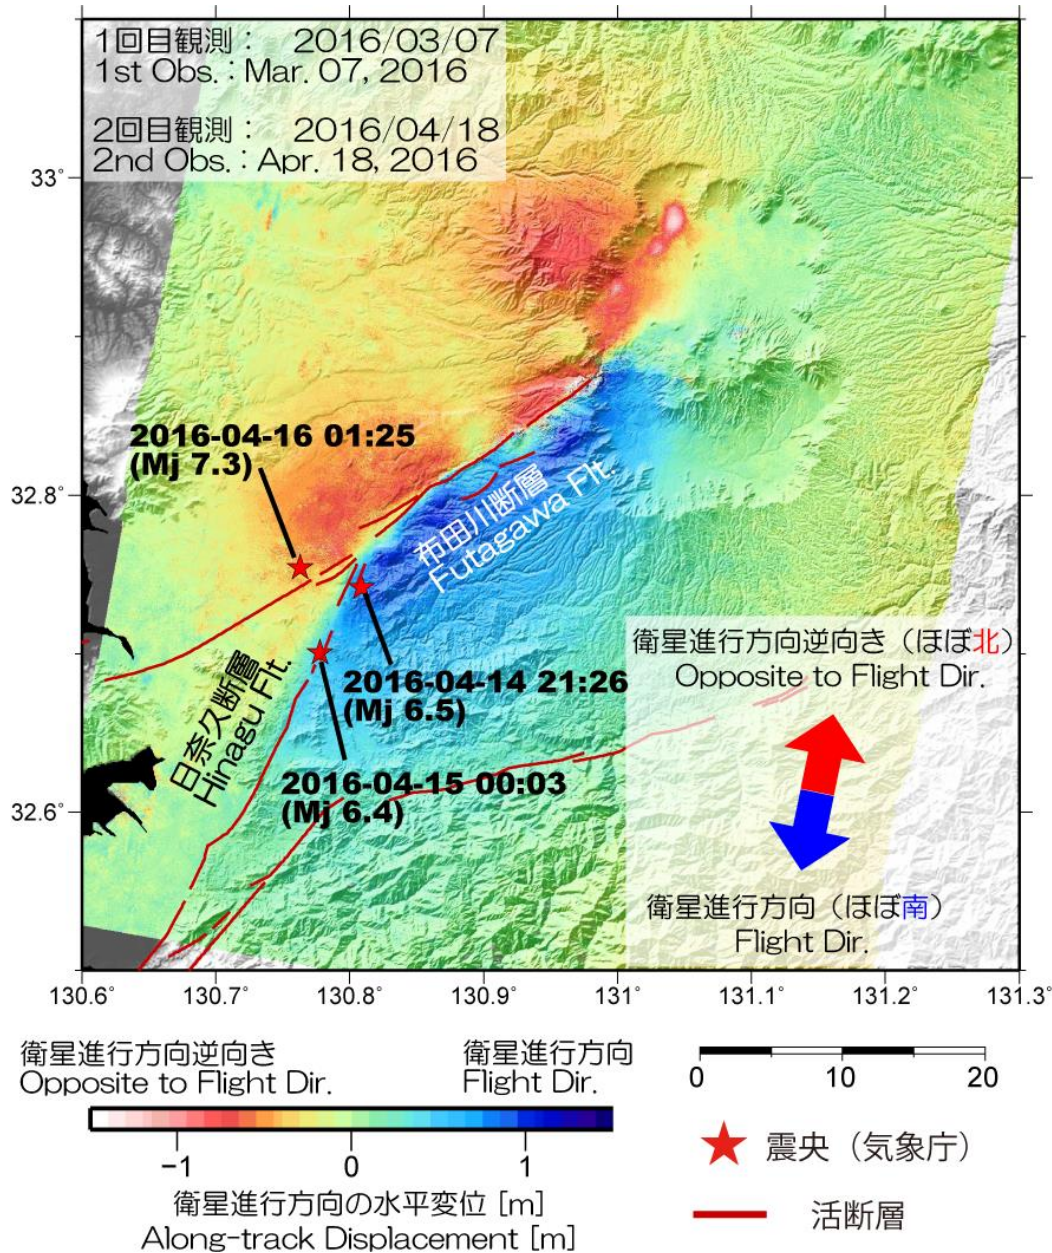 1回目観測： 2016/03/07
1st Obs. : Mar. 07, 2016
2回目観測： 2016/04/18
2nd Obs. : Apr. 18, 2016
33°
32.8°
32.6°
2016-04-16 01:25
(Mj 7.3)
布田川断層
Futagawa Flt.
日奈久断層
Hinagu Flt.
2016-04-14 21:26
(Mj 6.5)
2016-04-15 00:03
(Mj 6.4)
衛星進行方向逆向き（ほぼ北）
Opposite to Flight Dir.
衛星進行方向（ほぼ南）
Flight Dir.
130.6° 130.7° 130.8° 130.9° 131° 131.1° 131.2° 131.3°
衛星進行方向逆向き
Opposite to Flight Dir.
衛星進行方向
Flight Dir.
−1 0 1
衛星進行方向の水平変位 [m]
Along-track Displacement [m]
0 10 20
震央（気象庁）
活断層